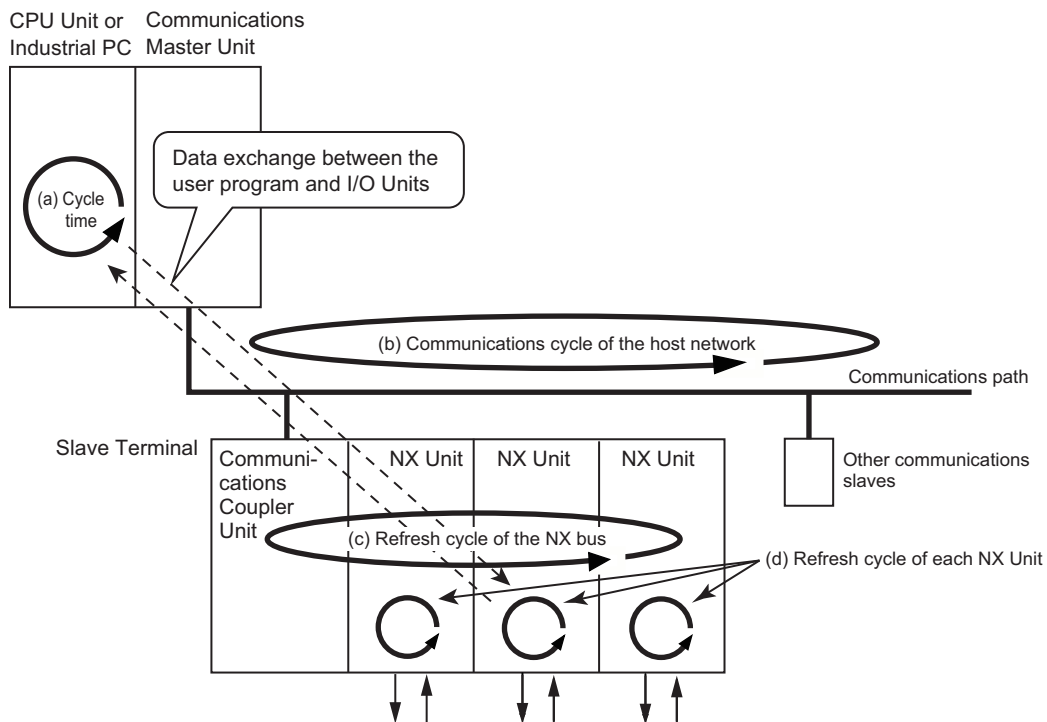 CPU Unit or
Industrial PC
Communications
Master Unit
Data exchange between the
user program and I/O Units
(a) Cycle
time
(b) Communications cycle of the host network
Communications path
Slave Terminal
Communi-
cations
Coupler
Unit
NX Unit
NX Unit
NX Unit
Other communications
slaves
(c) Refresh cycle of the NX bus
(d) Refresh cycle of each NX Unit